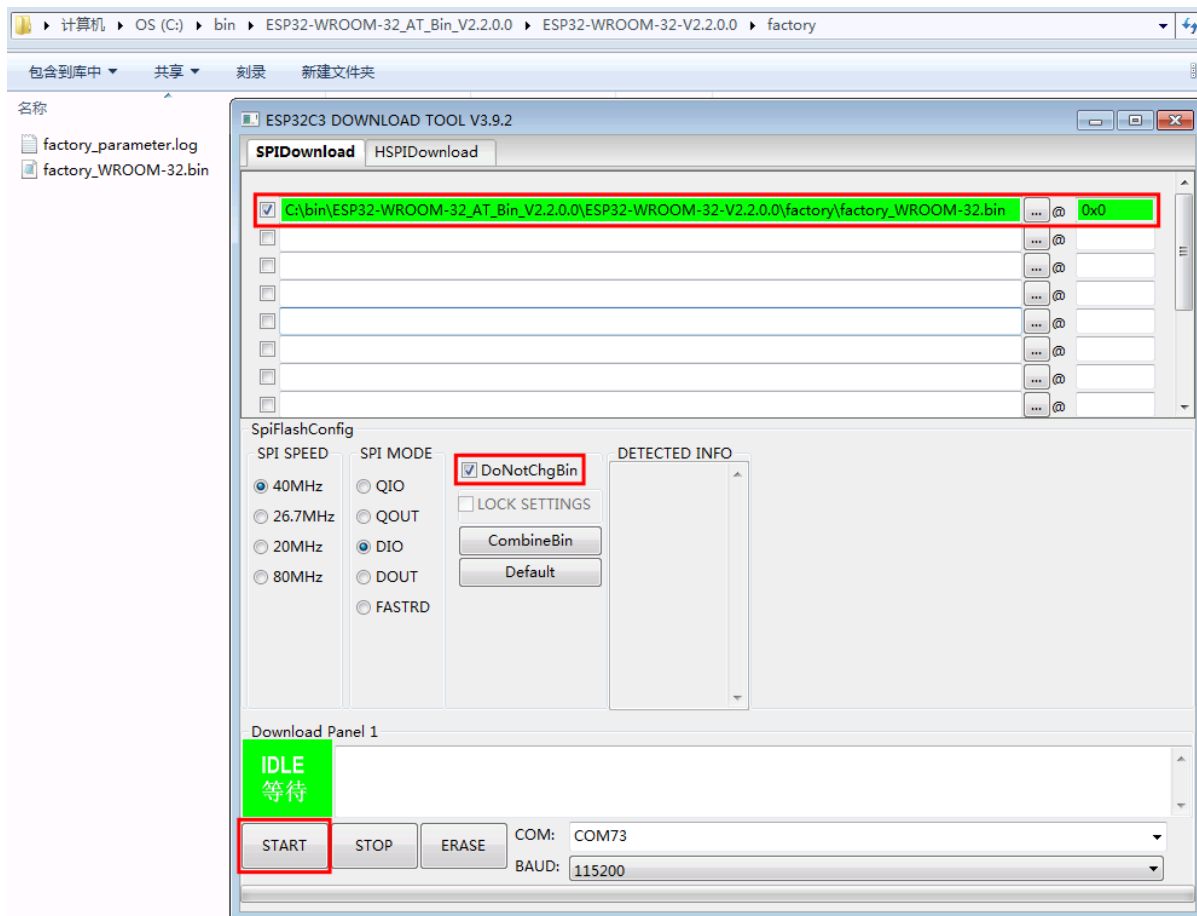 计算机 ▸ OS (C:) ▸ bin ▸ ESP32-WROOM-32_AT_Bin_V2.2.0.0 ▸ ESP32-WROOM-32-V2.2.0.0 ▸ factory
包含到库中 共享 刻录 新建文件夹
名称
factory_parameter.log
factory_WROOM-32.bin
ESP32C3 DOWNLOAD TOOL V3.9.2
SPIDownload HSPIDownload
C:\bin\ESP32-WROOM-32_AT_Bin_V2.2.0.0\ESP32-WROOM-32-V2.2.0.0\factory\factory_WROOM-32.bin ... @ 0x0
... @
... @
... @
... @
... @
... @
... @
SpiFlashConfig
SPI SPEED
40MHz
26.7MHz
20MHz
80MHz
SPI MODE
QIO
QOUT
DIO
DOUT
FASTRD
DoNotChgBin
LOCK SETTINGS
CombineBin
Default
DETECTED INFO
Download Panel 1
IDLE
等待
START STOP ERASE
COM: COM73
BAUD: 115200